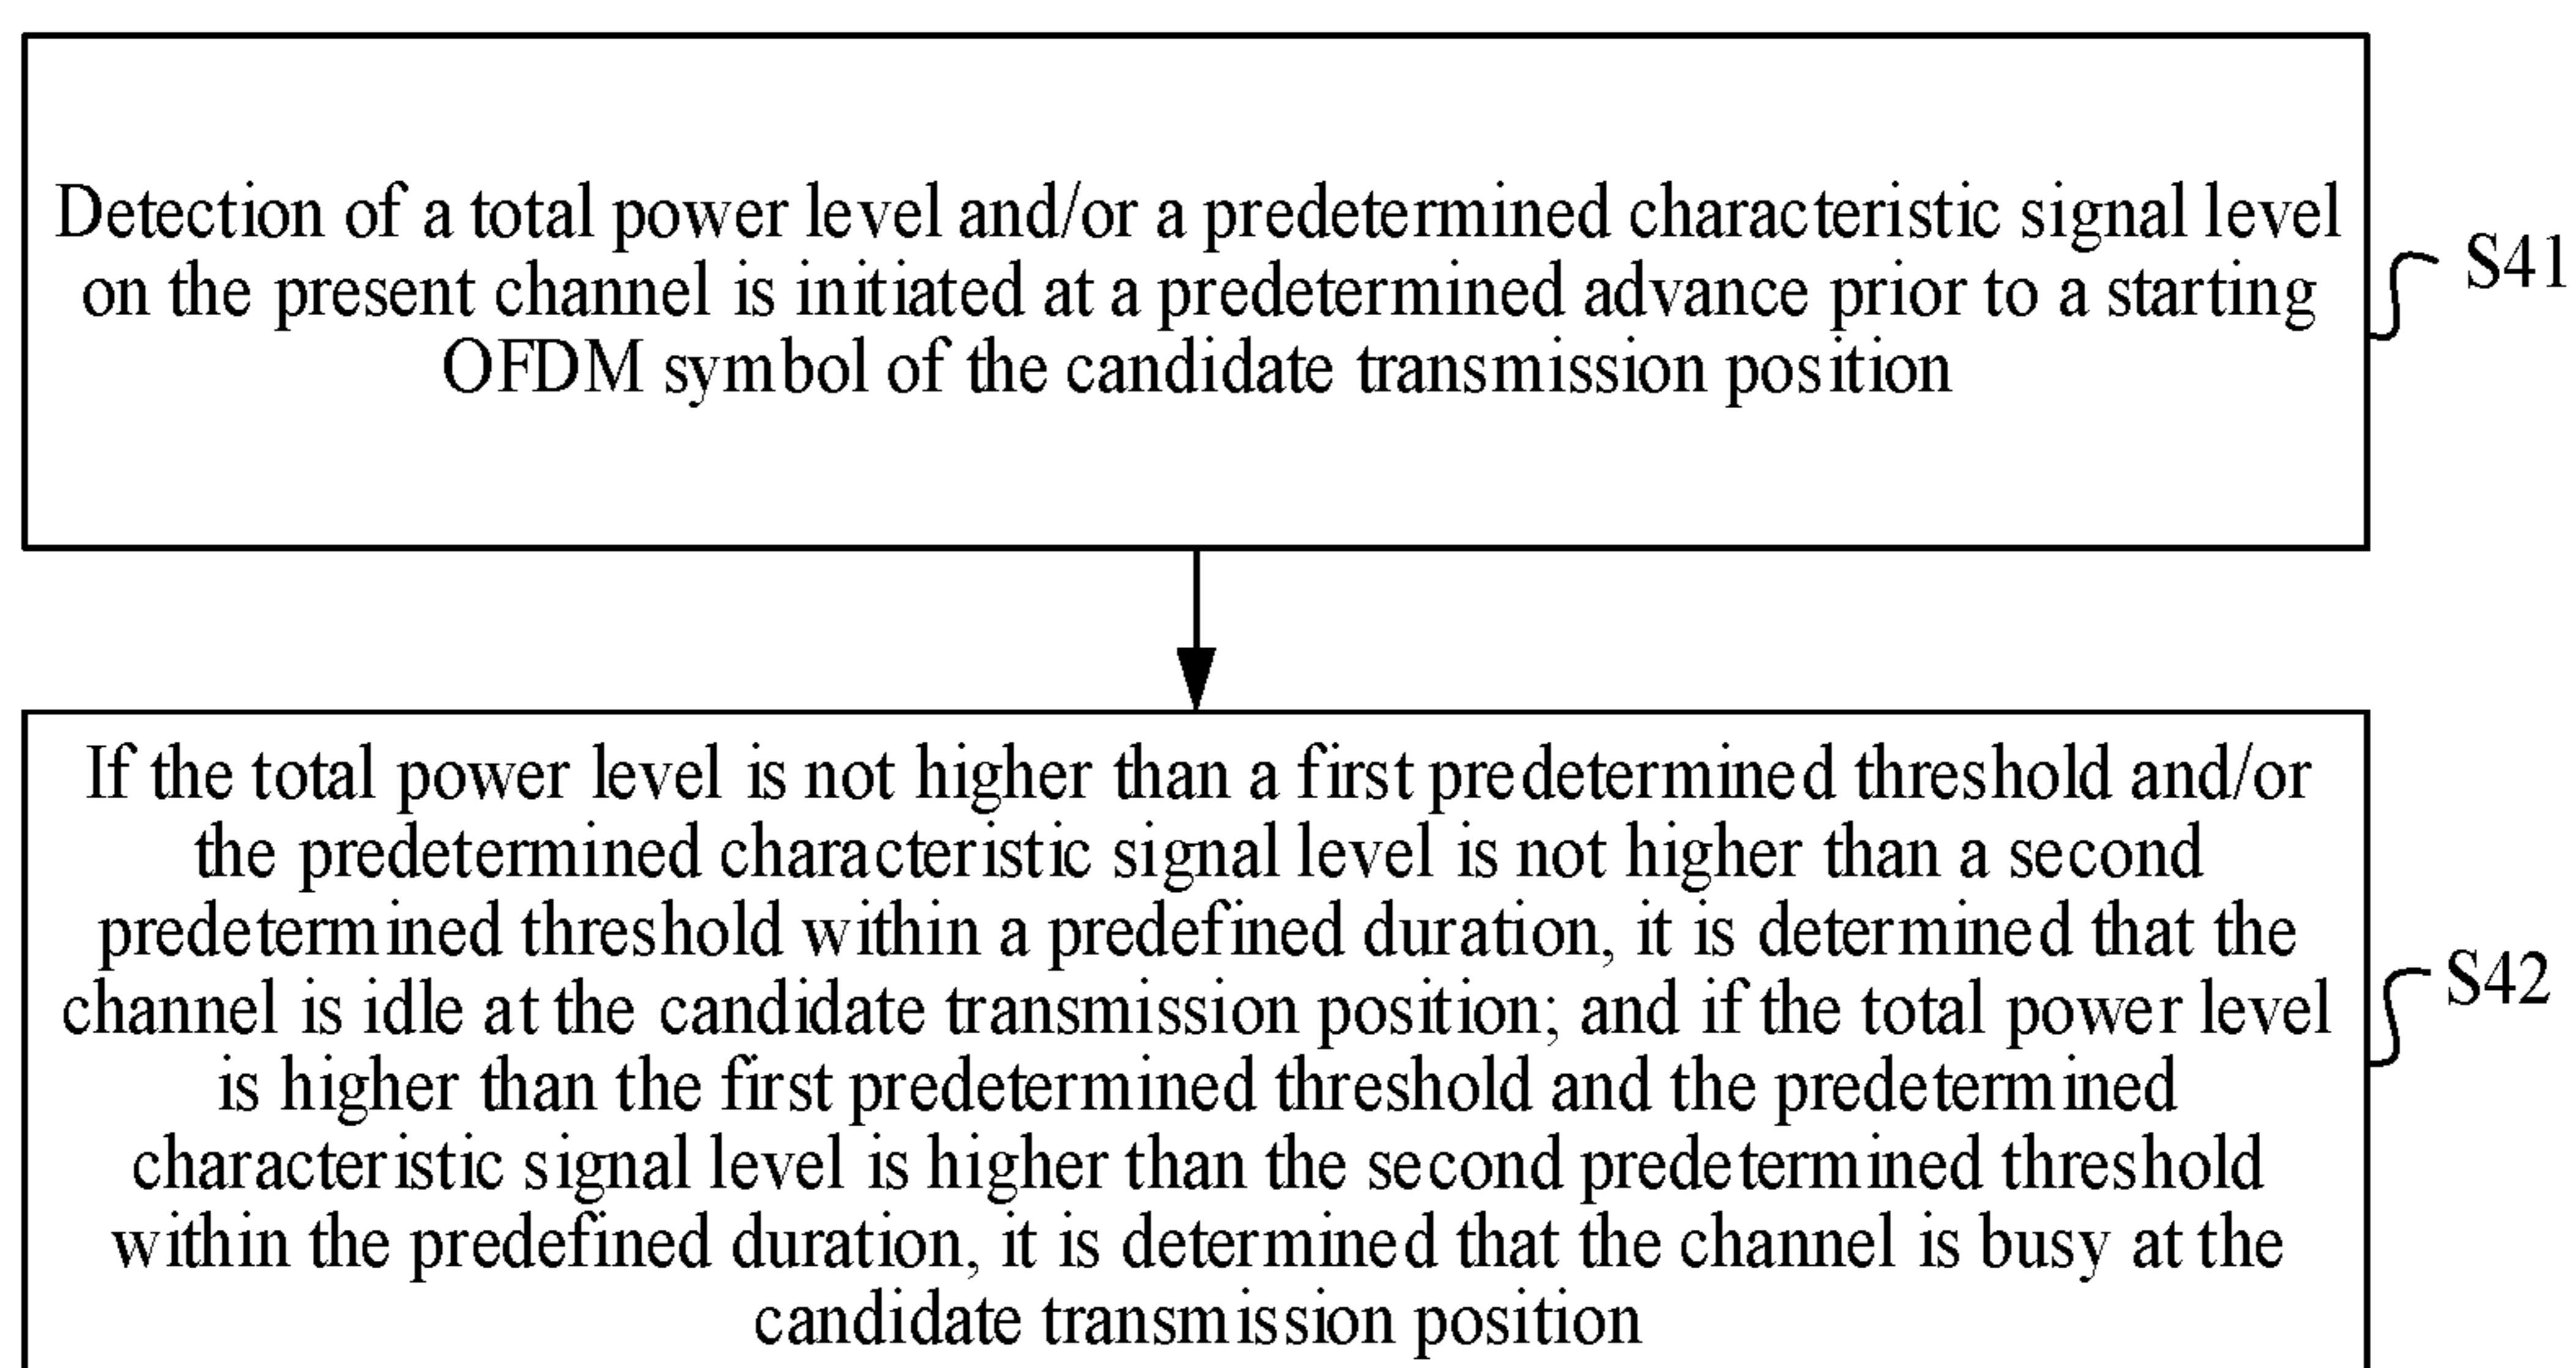 Detection of a total power level and/or a predetermined characteristic signal level
on the present channel is initiated at a predetermined advance prior to a starting
OFDM symbol of the candidate transmission position
S41
If the total power level is not higher than a first predetermined threshold and/or
the predetermined characteristic signal level is not higher than a second
predetermined threshold within a predefined duration, it is determined that the
channel is idle at the candidate transmission position; and if the total power level
is higher than the first predetermined threshold and the predetermined
characteristic signal level is higher than the second predetermined threshold
within the predefined duration, it is determined that the channel is busy at the
candidate transmission position
S42